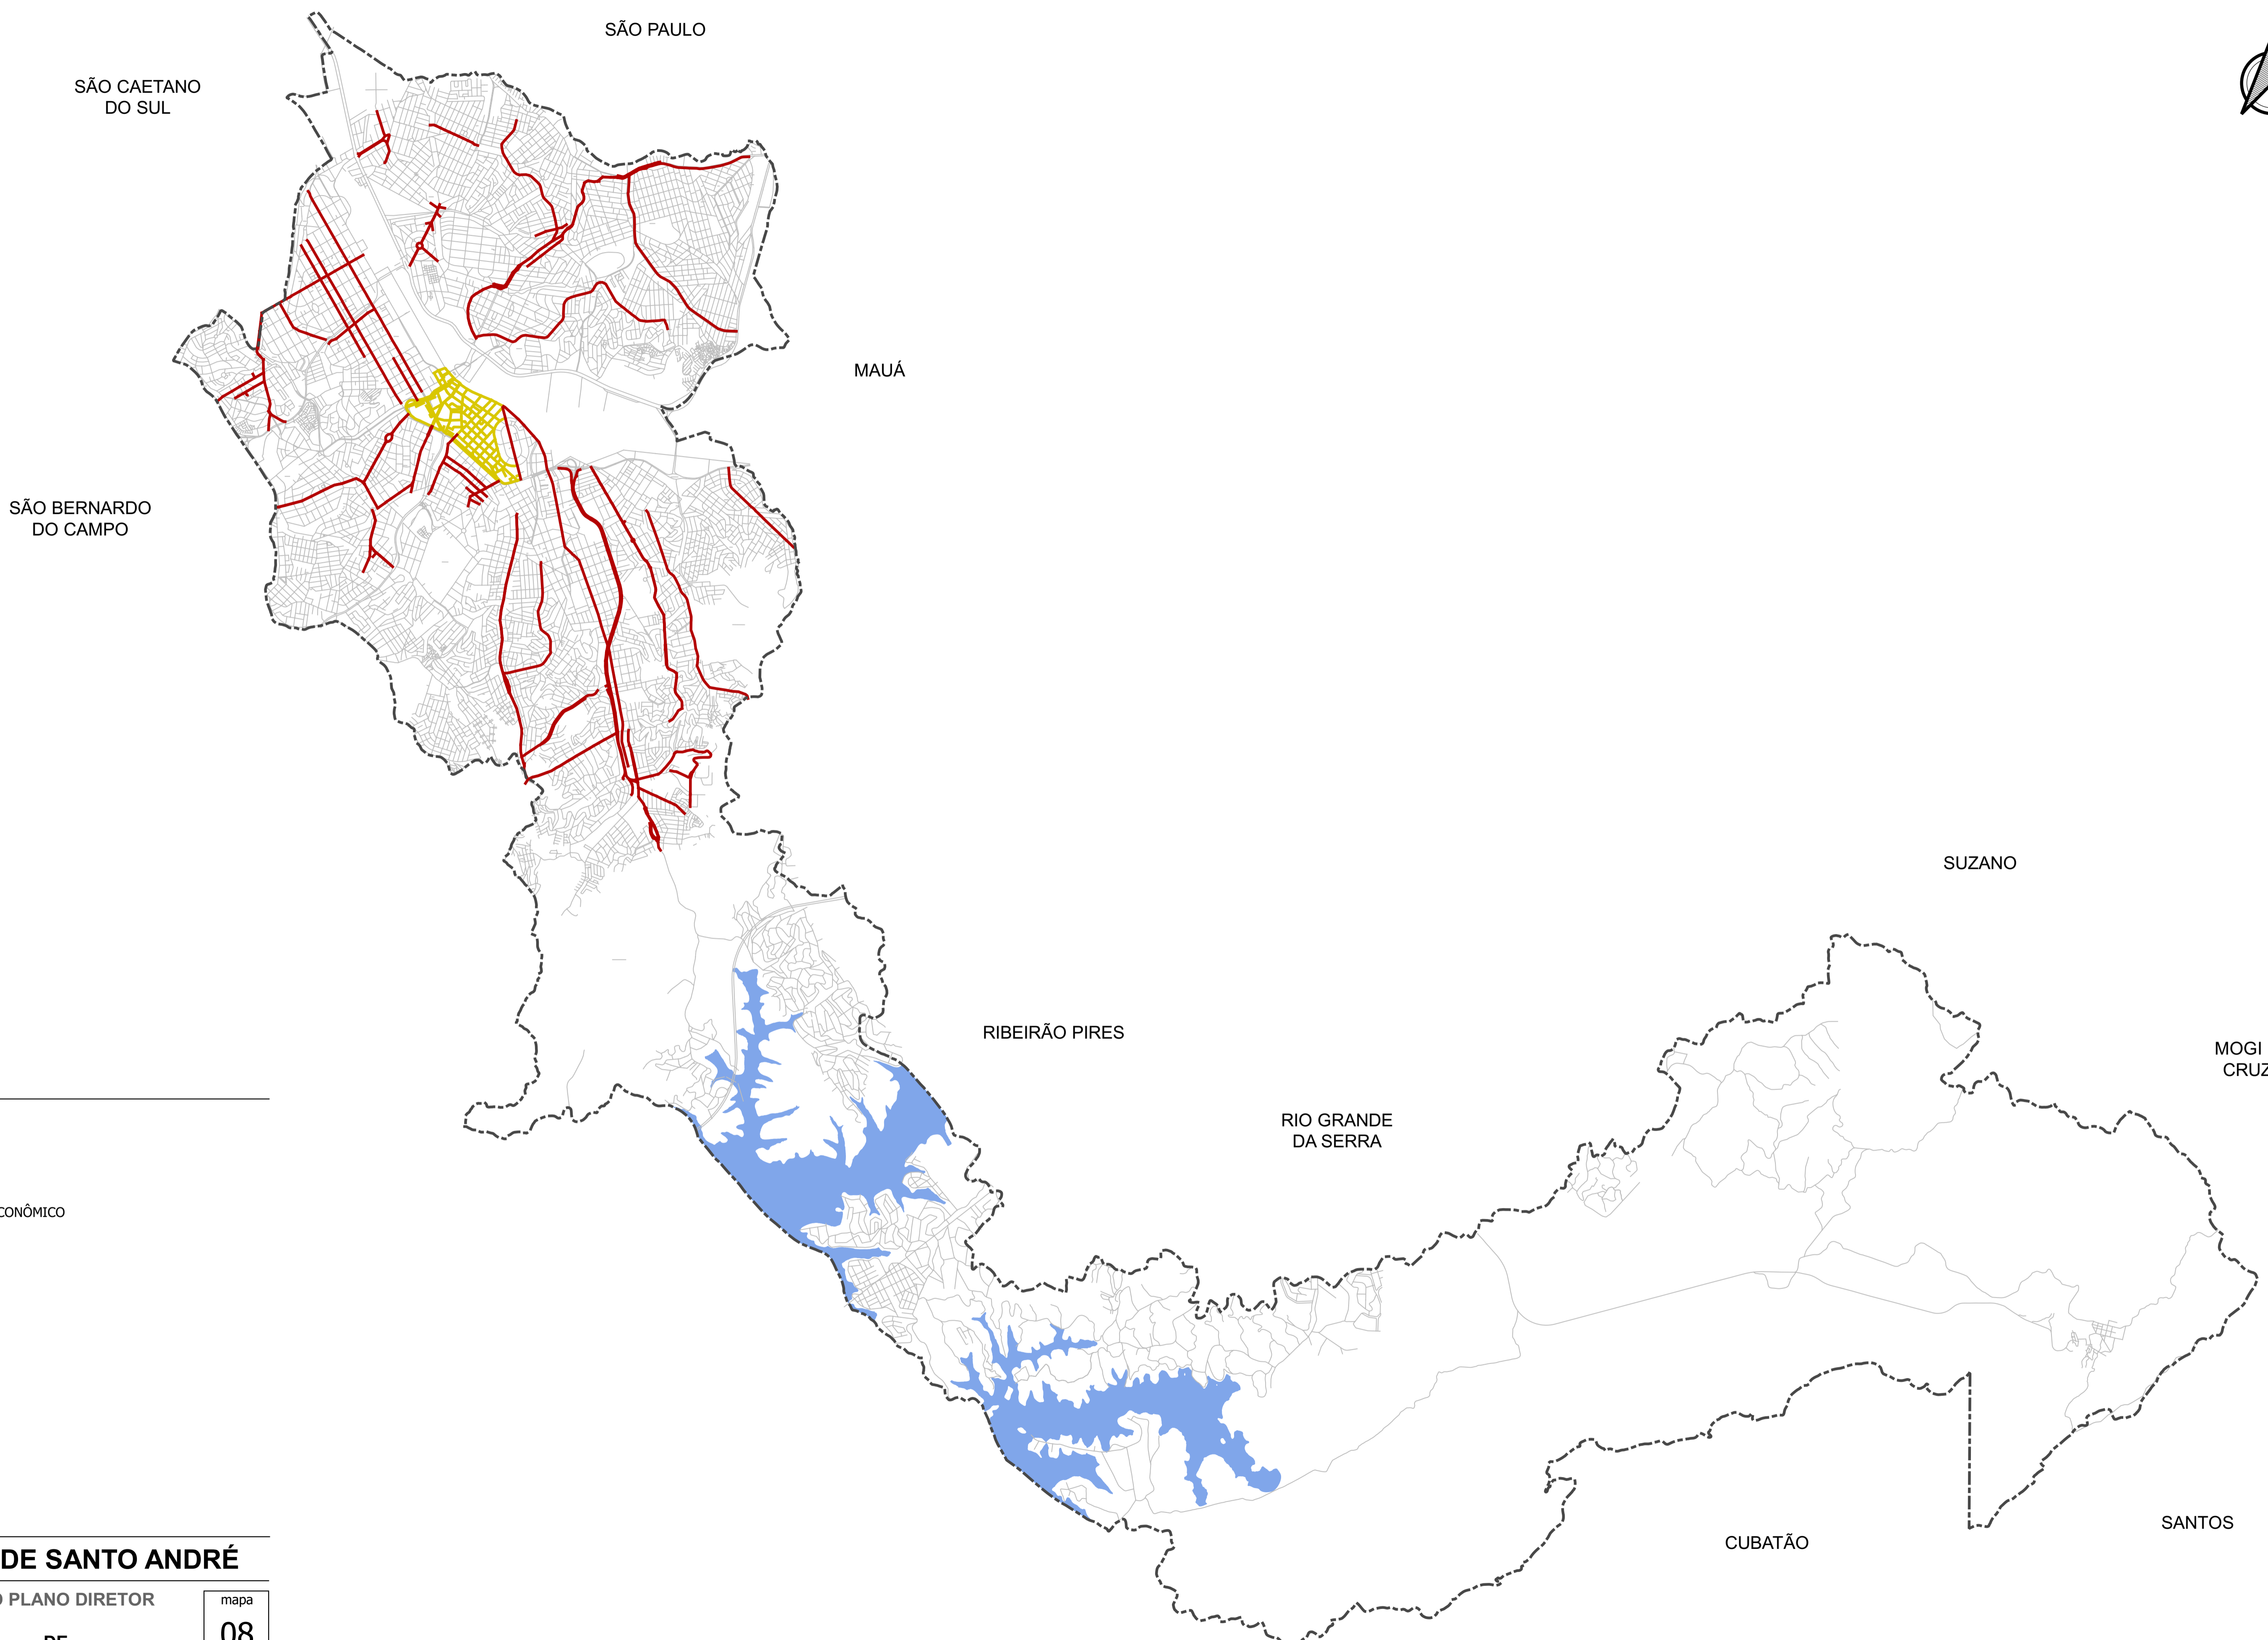 SÃO PAULO
SÃO CAETANO
DO SUL
MAUÁ
SÃO BERNARDO
DO CAMPO
SUZANO
RIBEIRÃO PIRES
MOGI
CRUZ
RIO GRANDE
DA SERRA
CONÔMICO
SANTOS
CUBATÃO
DE SANTO ANDRÉ
O PLANO DIRETOR
mapa
08
DE